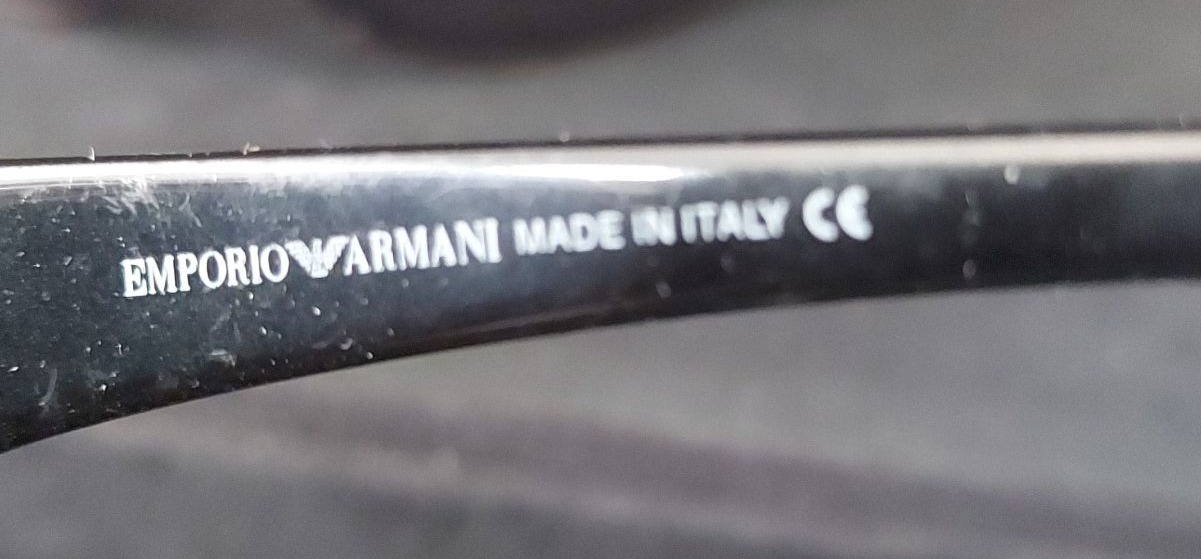 EMPORIO ARMANI MADE IN ITALY CE